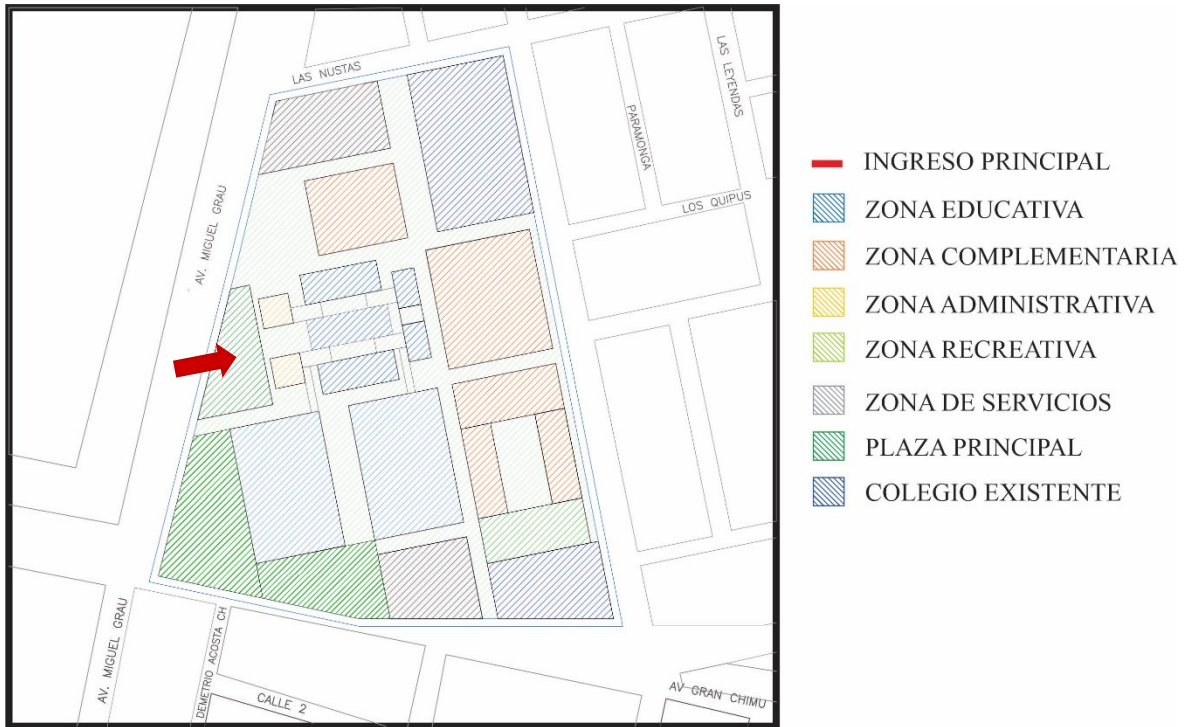 LAS NUSTAS
LAS LEYENDAS
PARAMONGA
LOS QUIPUS
AV. MIGUEL GRAU
AV. MIGUEL GRAU
DEMETRIO ACOSTA CH
CALLE 2
AV GRAN CHIMU
INGRESO PRINCIPAL
ZONA EDUCATIVA
ZONA COMPLEMENTARIA
ZONA ADMINISTRATIVA
ZONA RECREATIVA
ZONA DE SERVICIOS
PLAZA PRINCIPAL
COLEGIO EXISTENTE